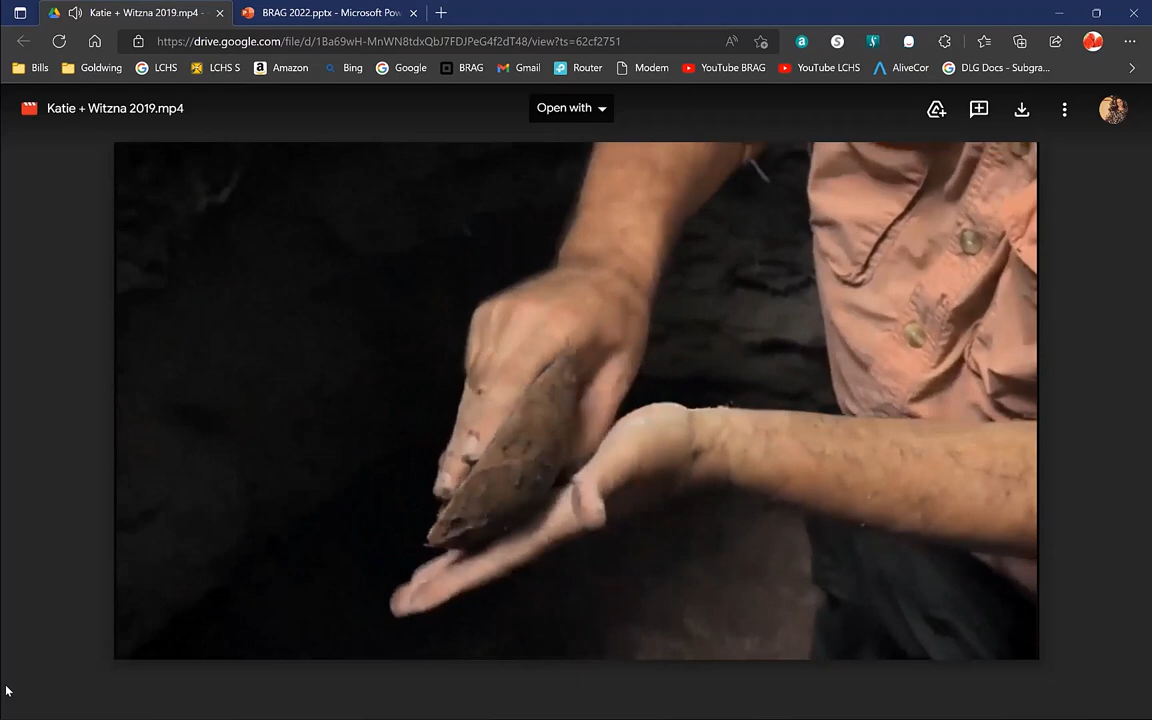 Katie + Witzna 2019.mp4 -
BRAG 2022.pptx - Microsoft Pow
https://drive.google.com/file/d/1Ba69wH-MnWN8tdxQbJ7FDJPeG4f2dT48/view?ts=62cf2751
Bills Goldwing LCHS LCHS S Amazon Bing Google BRAG Gmail Router Modem YouTube BRAG YouTube LCHS AliveCor DLG Docs - Subgra...
Katie + Witzna 2019.mp4
Open with